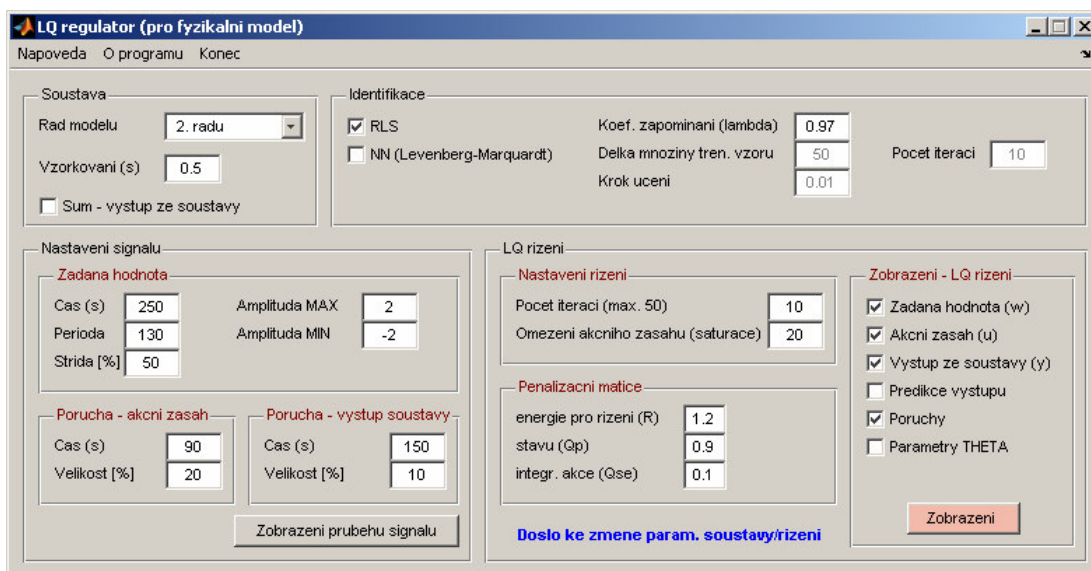 LQ regulator (pro fyzikalni model)
Napoveda O programu Konec
Soustava
Rad modelu 2. radu
Vzorkovani (s) 0.5
Sum - vystup ze soustavy
Identifikace
RLS
NN (Levenberg-Marquardt)
Koef. zapominani (lambda) 0.97
Delka mnoziny tren. vzoru 50
Krok uceni 0.01
Pocet iteraci 10
Nastaveni signalu
Zadana hodnota
Cas (s) 250
Perioda 130
Strida [%] 50
Amplituda MAX 2
Amplituda MIN -2
Porucha - akcni zasah
Cas (s) 90
Velikost [%] 20
Porucha - vystup soustavy
Cas (s) 150
Velikost [%] 10
Zobrazeni prubehu signalu
LQ rizeni
Nastaveni rizeni
Pocet iteraci (max. 50) 10
Omezeni akcniho zasahu (saturace) 20
Penalizacni matice
energie pro rizeni (R) 1.2
stavu (Qp) 0.9
integr. akce (Qse) 0.1
Doslo ke zmene param. soustavy/rizeni
Zobrazeni - LQ rizeni
Zadana hodnota (w)
Akcni zasah (u)
Vystup ze soustavy (y)
Predikce vystupu
Poruchy
Parametry THETA
Zobrazeni